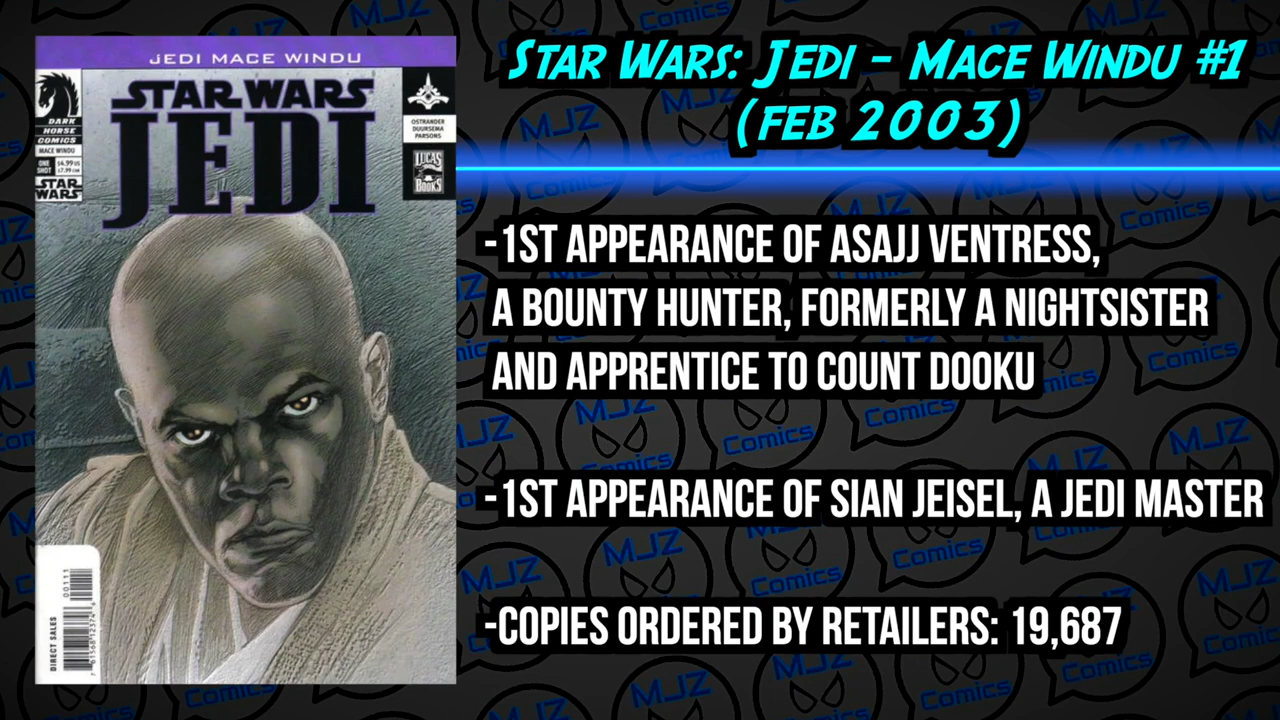 JEDI MACE WINDU
STAR WARS
JEDI
DARK
HORSE
COMICS
MACE WINDU
ONE
SHOT
$4.99 US
$7.99 CAN
STAR
WARS
OSTRANDER
DUURSEMA
PARSONS
LUCAS
BOOKS
DIRECT SALES
00111
STAR WARS: JEDI - MACE WINDU #1
(FEB 2003)
-1ST APPEARANCE OF ASAJJ VENTRESS,
A BOUNTY HUNTER, FORMERLY A NIGHTSISTER
AND APPRENTICE TO COUNT DOOKU
-1ST APPEARANCE OF SIAN JEISEL, A JEDI MASTER
-COPIES ORDERED BY RETAILERS: 19,687
MJZ
Comics